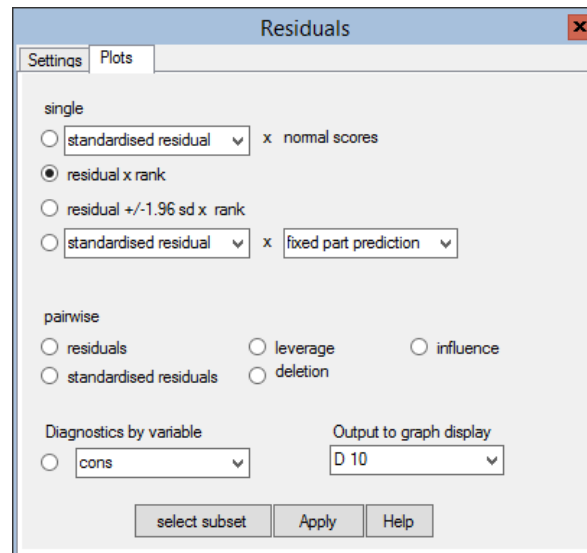 Residuals x
Settings Plots
single
standardised residual x normal scores
residual x rank
residual +/-1.96 sd x rank
standardised residual x fixed part prediction
pairwise
residuals leverage influence
standardised residuals deletion
Diagnostics by variable Output to graph display
cons D 10
select subset Apply Help